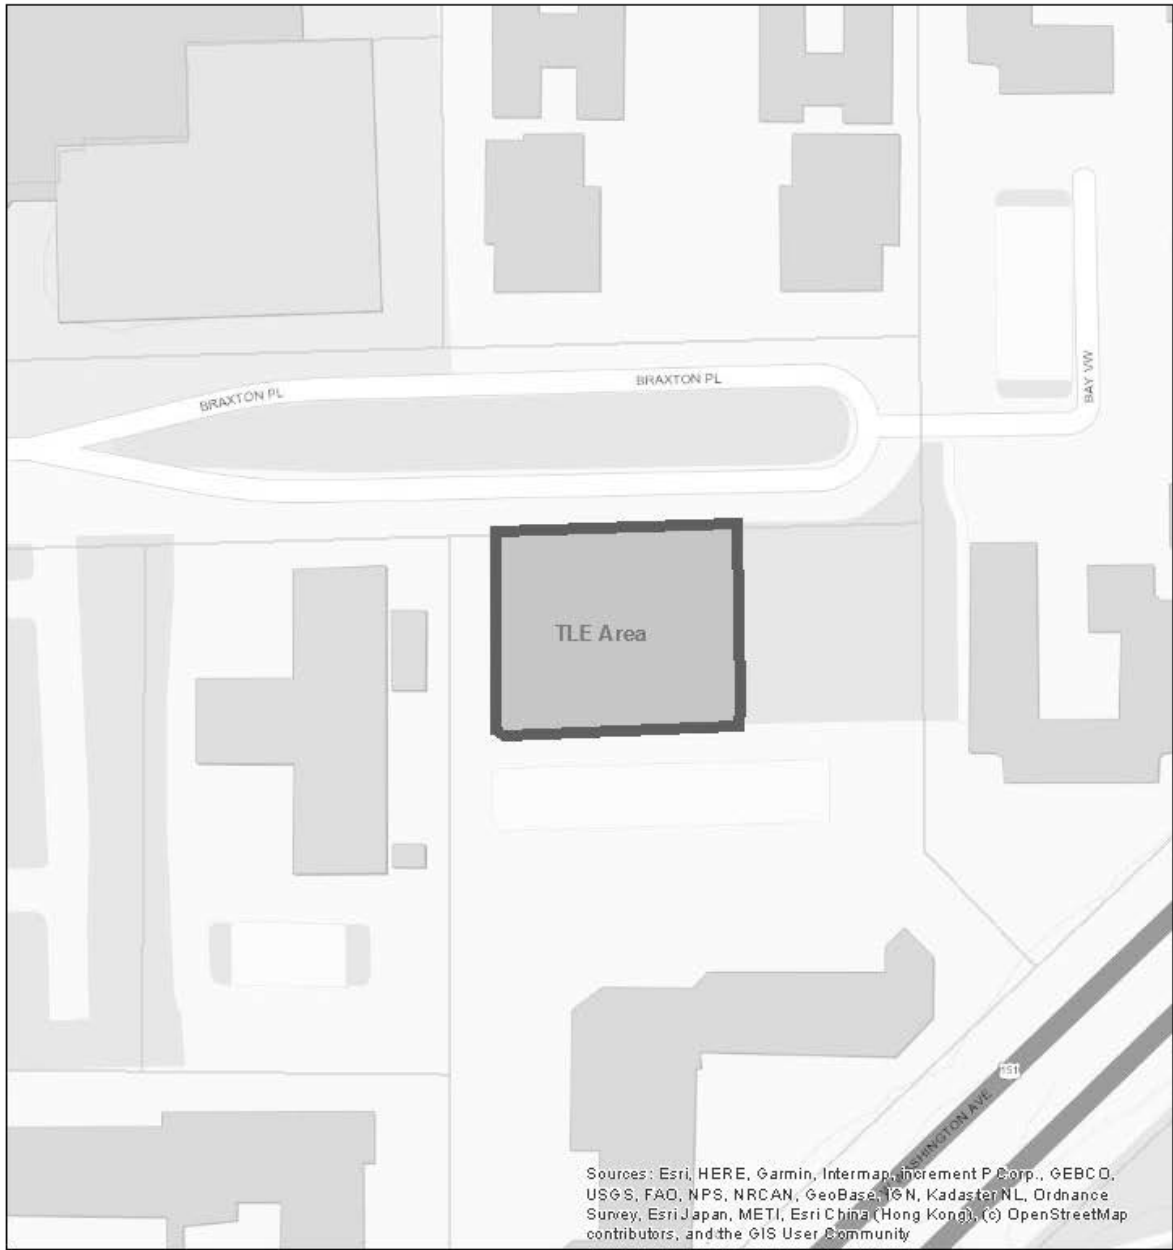 BRAXTON PL
BRAXTON PL
BAY VW
TLE Area
151
WASHINGTON AVE
Sources: Esri, HERE, Garmin, Intermap, increment P Corp., GEBCO,
USGS, FAO, NPS, NRCAN, GeoBase, IGN, Kadaster NL, Ordnance
Survey, Esri Japan, METI, Esri China (Hong Kong), (c) OpenStreetMap
contributors, and the GIS User Community